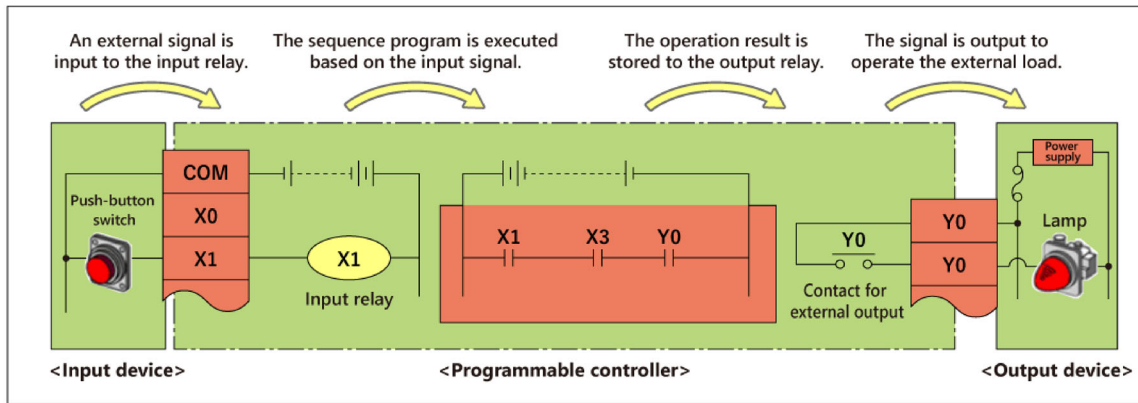 An external signal is
input to the input relay.
The sequence program is executed
based on the input signal.
The operation result is
stored to the output relay.
The signal is output to
operate the external load.
Push-button
switch
COM
X0
X1
X1
Input relay
X1 X3 Y0
Y0
Contact for
external output
Y0
Y0
Power
supply
Lamp
<Input device>
<Programmable controller>
<Output device>